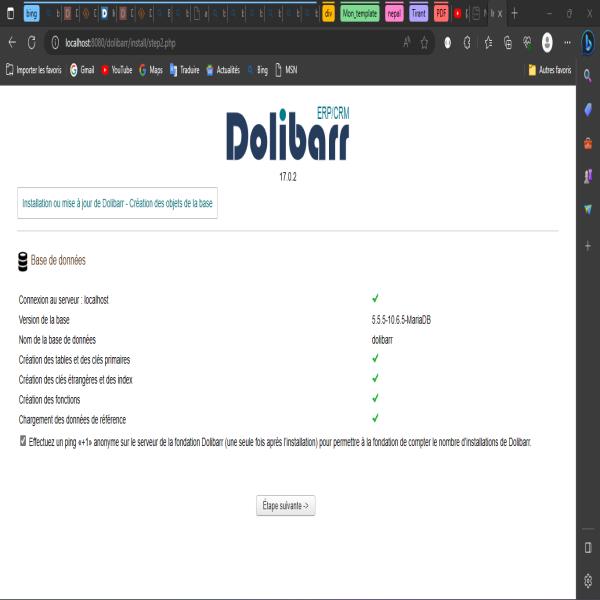 bing
div
Mon_template
nepal
Tirant
PDF
localhost:8080/dolibarr/install/step2.php
Importer les favoris
Gmail
YouTube
Maps
Traduire
Actualités
Bing
MSN
Autres favoris
ERP/CRM
Dolibarr
17.0.2
Installation ou mise à jour de Dolibarr - Création des objets de la base
Base de données
Connexion au serveur : localhost
Version de la base 5.5.5-10.6.5-MariaDB
Nom de la base de données dolibarr
Création des tables et des clés primaires
Création des clés étrangères et des index
Création des fonctions
Chargement des données de référence
Effectuez un ping «+1» anonyme sur le serveur de la fondation Dolibarr (une seule fois après l'installation) pour permettre à la fondation de compter le nombre d'installations de Dolibarr.
Étape suivante ->